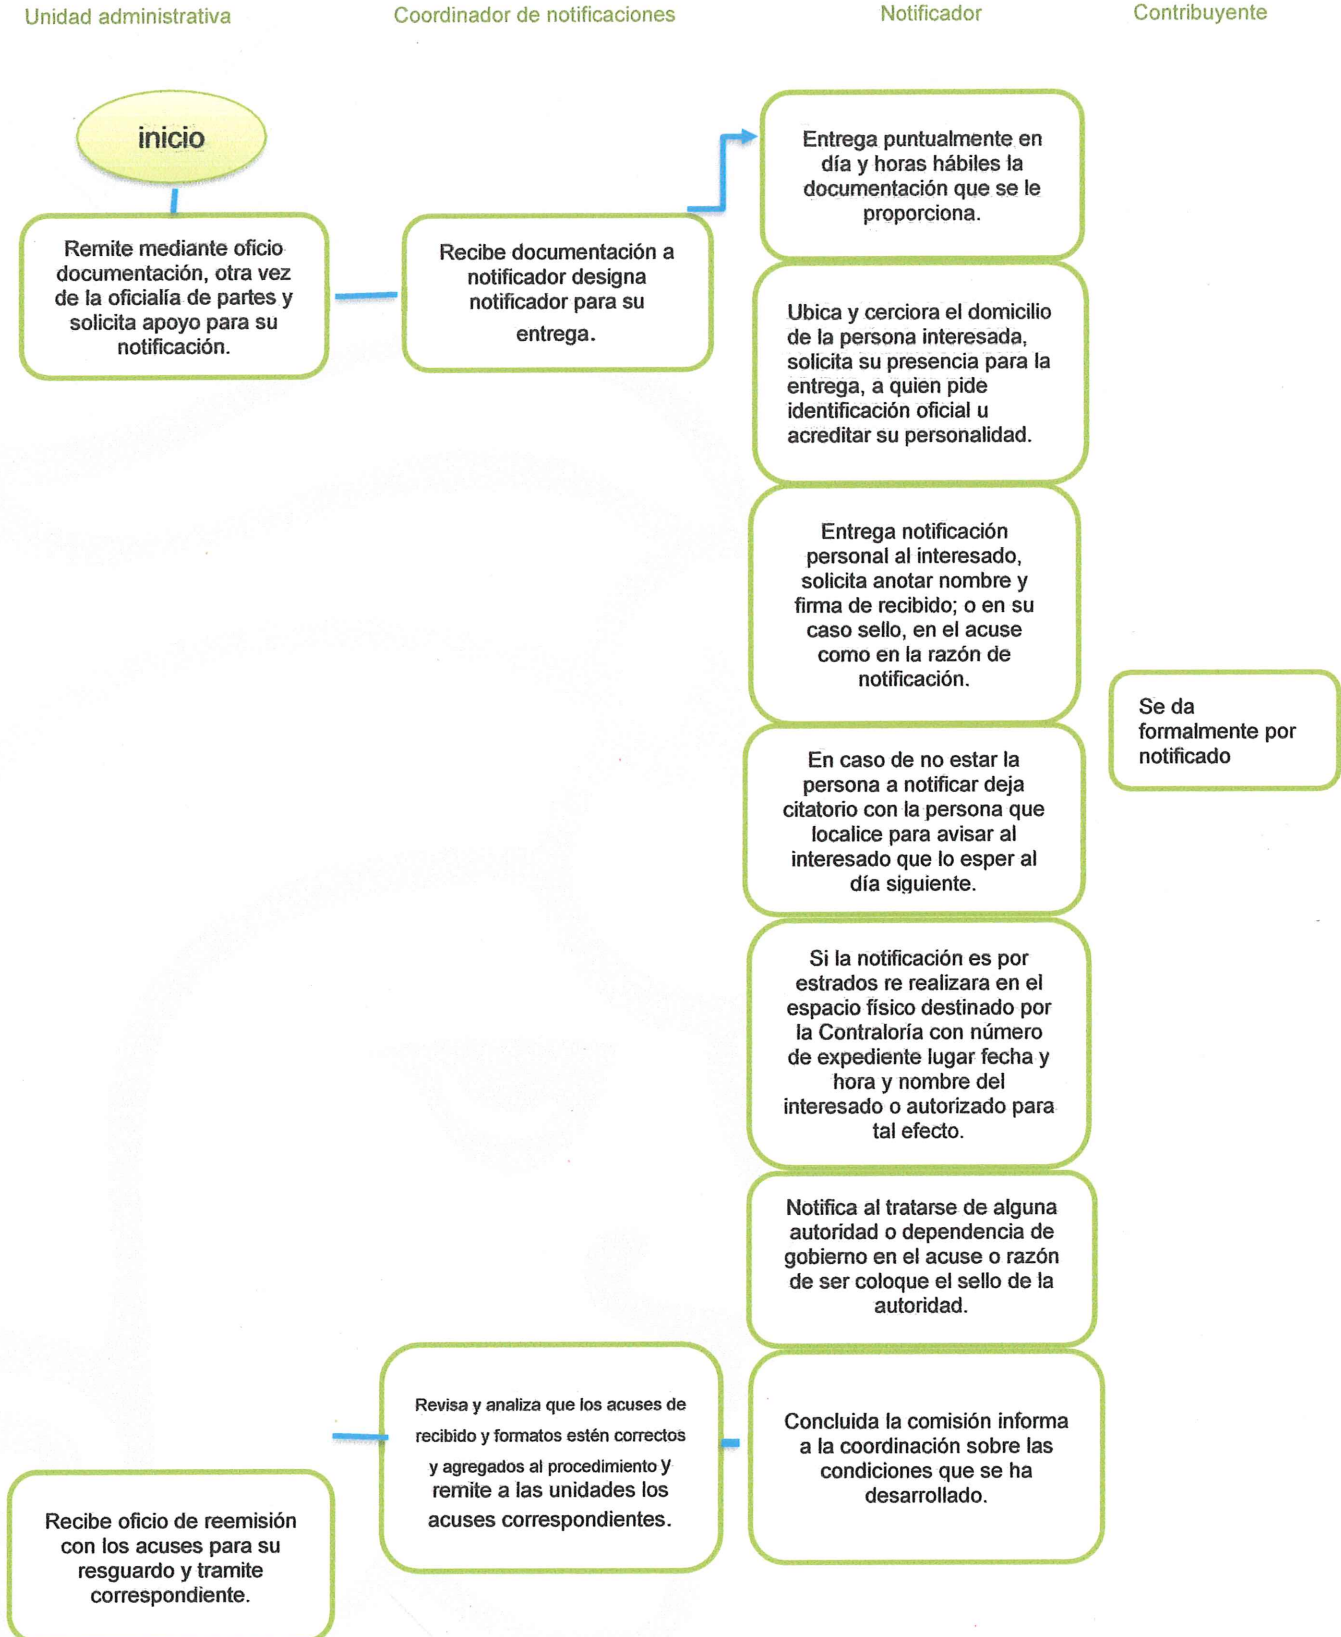 Unidad administrativa
Coordinador de notificaciones
Notificador
Contribuyente
inicio
Remite mediante oficio
documentación, otra vez
de la oficialía de partes y
solicita apoyo para su
notificación.
Recibe documentación a
notificador designa
notificador para su
entrega.
Entrega puntualmente en
día y horas hábiles la
documentación que se le
proporciona.
Ubica y cerciora el domicilio
de la persona interesada,
solicita su presencia para la
entrega, a quien pide
identificación oficial u
acreditar su personalidad.
Entrega notificación
personal al interesado,
solicita anotar nombre y
firma de recibido; o en su
caso sello, en el acuse
como en la razón de
notificación.
Se da
formalmente por
notificado
En caso de no estar la
persona a notificar deja
citatorio con la persona que
localice para avisar al
interesado que lo esper al
día siguiente.
Si la notificación es por
estrados re realizara en el
espacio físico destinado por
la Contraloría con número
de expediente lugar fecha y
hora y nombre del
interesado o autorizado para
tal efecto.
Notifica al tratarse de alguna
autoridad o dependencia de
gobierno en el acuse o razón
de ser coloque el sello de la
autoridad.
Concluida la comisión informa
a la coordinación sobre las
condiciones que se ha
desarrollado.
Revisa y analiza que los acuses de
recibido y formatos estén correctos
y agregados al procedimiento y
remite a las unidades los
acuses correspondientes.
Recibe oficio de reemisión
con los acuses para su
resguardo y tramite
correspondiente.